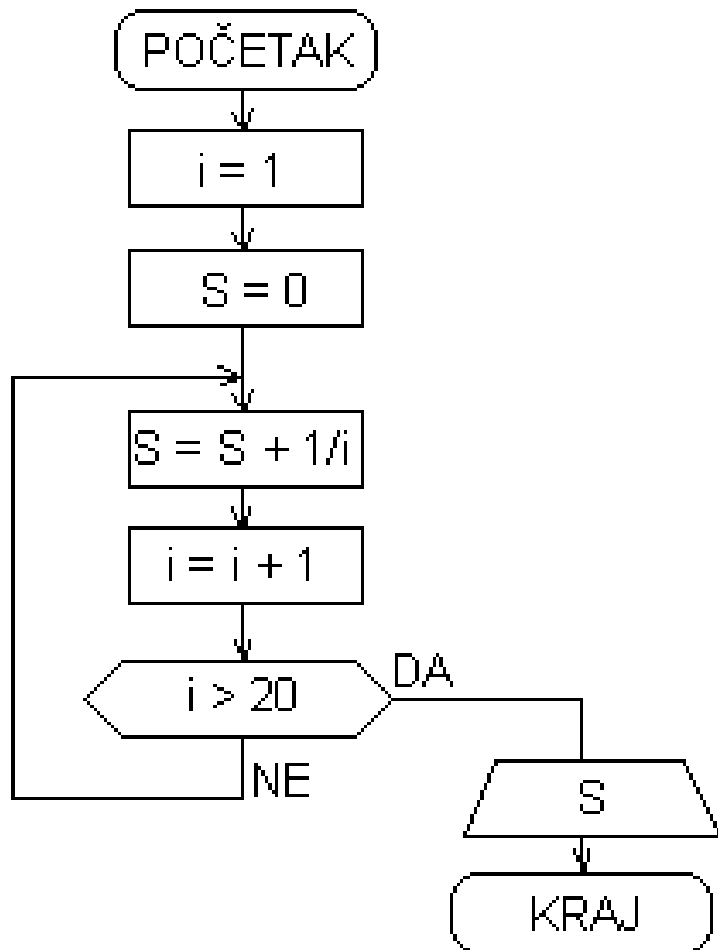 POČETAK
i = 1
S = 0
S = S + 1/i
i = i + 1
i > 20
DA
NE
S
KRAJ